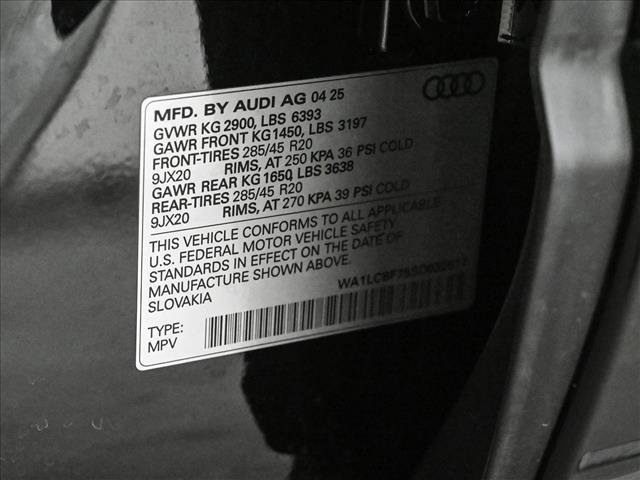 MFD. BY AUDI AG 04 25
GVWR KG 2900, LBS 6393
GAWR FRONT KG1450, LBS 3197
FRONT-TIRES 285/45 R20
9JX20 RIMS, AT 250 KPA 36 PSI COLD
GAWR REAR KG 1650, LBS 3638
REAR-TIRES 285/45 R20
9JX20 RIMS, AT 270 KPA 39 PSI COLD
THIS VEHICLE CONFORMS TO ALL APPLICABLE
U.S. FEDERAL MOTOR VEHICLE SAFETY
STANDARDS IN EFFECT ON THE DATE OF
MANUFACTURE SHOWN ABOVE.
SLOVAKIA
TYPE:
MPV